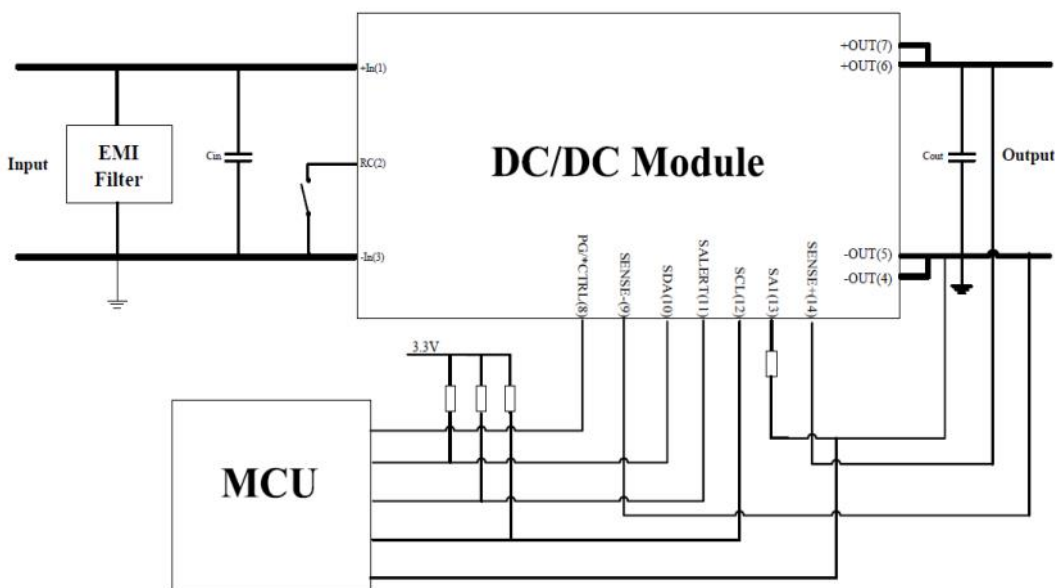 +OUT(7)
+In(1)
+OUT(6)
Input
EMI
Filter
Cin
RC(2)
DC/DC Module
Cout
Output
-In(3)
-OUT(5)
-OUT(4)
PG/*CTRL(8)
SENSE-(9)
SDA(10)
SALERT(11)
SCL(12)
SA1(13)
SENSE+(14)
3.3V
MCU